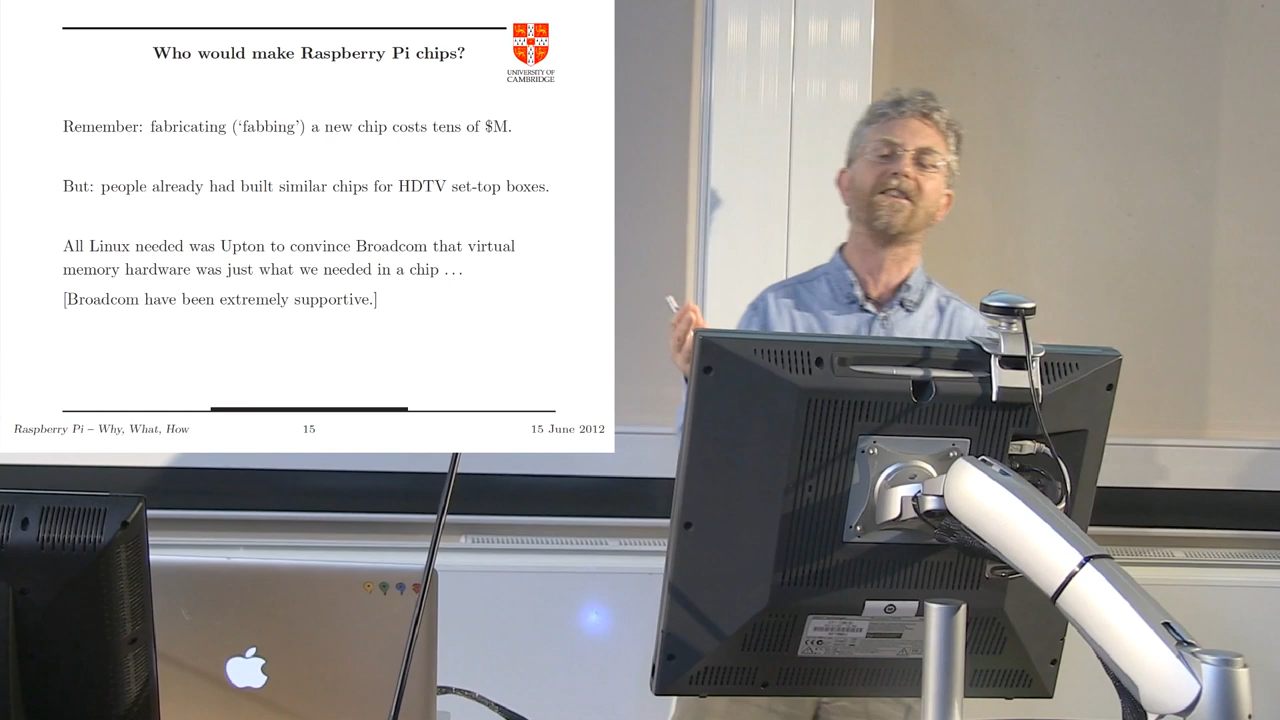 Who would make Raspberry Pi chips?
UNIVERSITY OF
CAMBRIDGE
Remember: fabricating (‘fabbing’) a new chip costs tens of $M.
But: people already had built similar chips for HDTV set-top boxes.
All Linux needed was Upton to convince Broadcom that virtual
memory hardware was just what we needed in a chip . . .
[Broadcom have been extremely supportive.]
Raspberry Pi – Why, What, How 15 15 June 2012